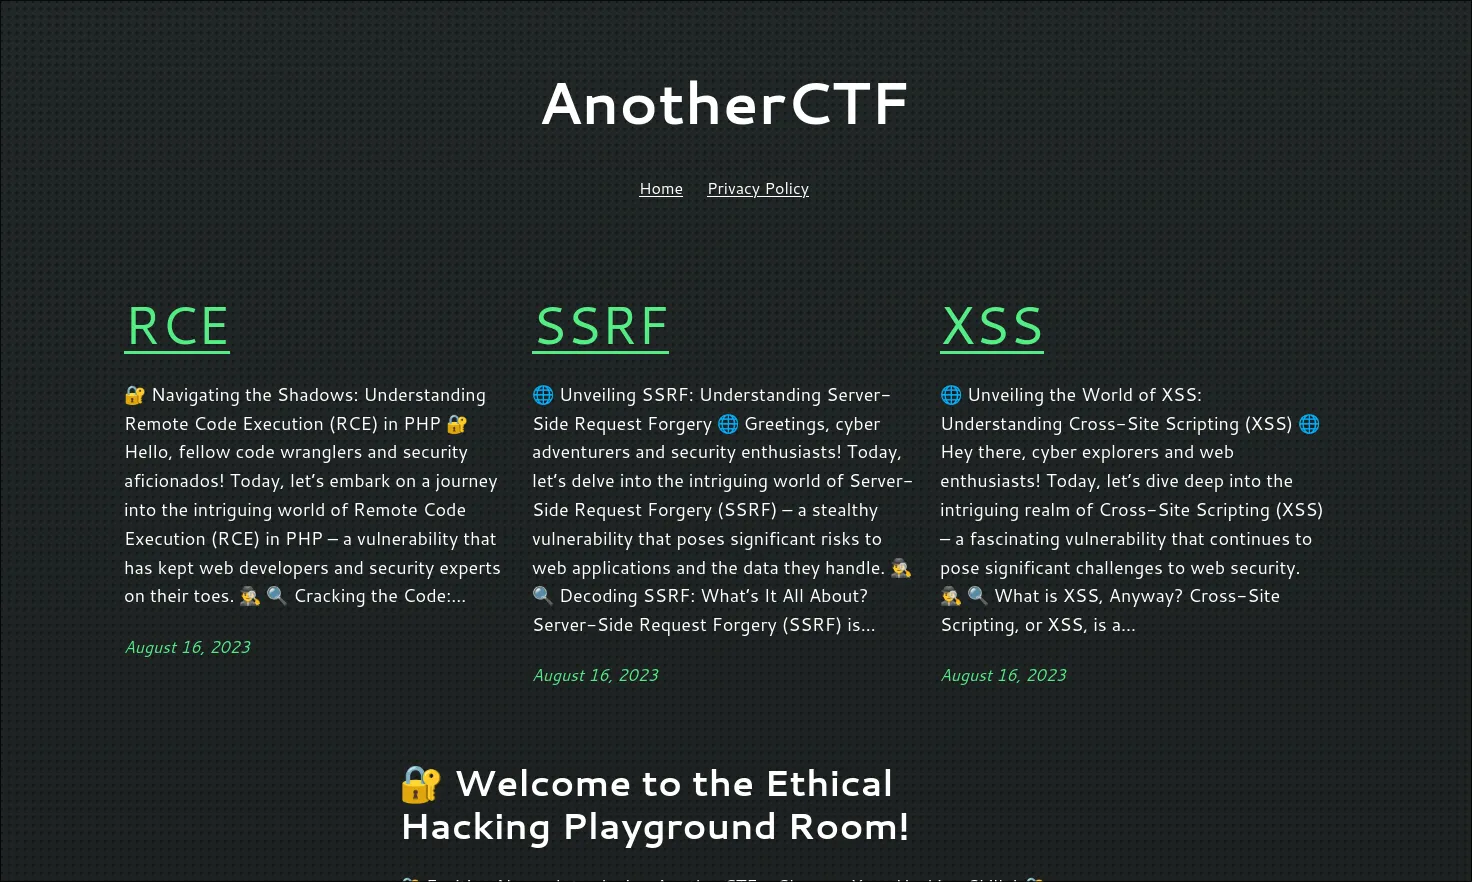 AnotherCTF
Home Privacy Policy
RCE
🔐 Navigating the Shadows: Understanding
Remote Code Execution (RCE) in PHP 🔐
Hello, fellow code wranglers and security
aficionados! Today, let’s embark on a journey
into the intriguing world of Remote Code
Execution (RCE) in PHP – a vulnerability that
has kept web developers and security experts
on their toes. 🕵️ 🔍 Cracking the Code:…
August 16, 2023
SSRF
🌐 Unveiling SSRF: Understanding Server-
Side Request Forgery 🌐 Greetings, cyber
adventurers and security enthusiasts! Today,
let’s delve into the intriguing world of Server-
Side Request Forgery (SSRF) – a stealthy
vulnerability that poses significant risks to
web applications and the data they handle. 🕵️
🔍 Decoding SSRF: What’s It All About?
Server-Side Request Forgery (SSRF) is…
August 16, 2023
XSS
🌐 Unveiling the World of XSS:
Understanding Cross-Site Scripting (XSS) 🌐
Hey there, cyber explorers and web
enthusiasts! Today, let’s dive deep into the
intriguing realm of Cross-Site Scripting (XSS)
– a fascinating vulnerability that continues to
pose significant challenges to web security.
🕵️ 🔍 What is XSS, Anyway? Cross-Site
Scripting, or XSS, is a…
August 16, 2023
🔐 Welcome to the Ethical
Hacking Playground Room!